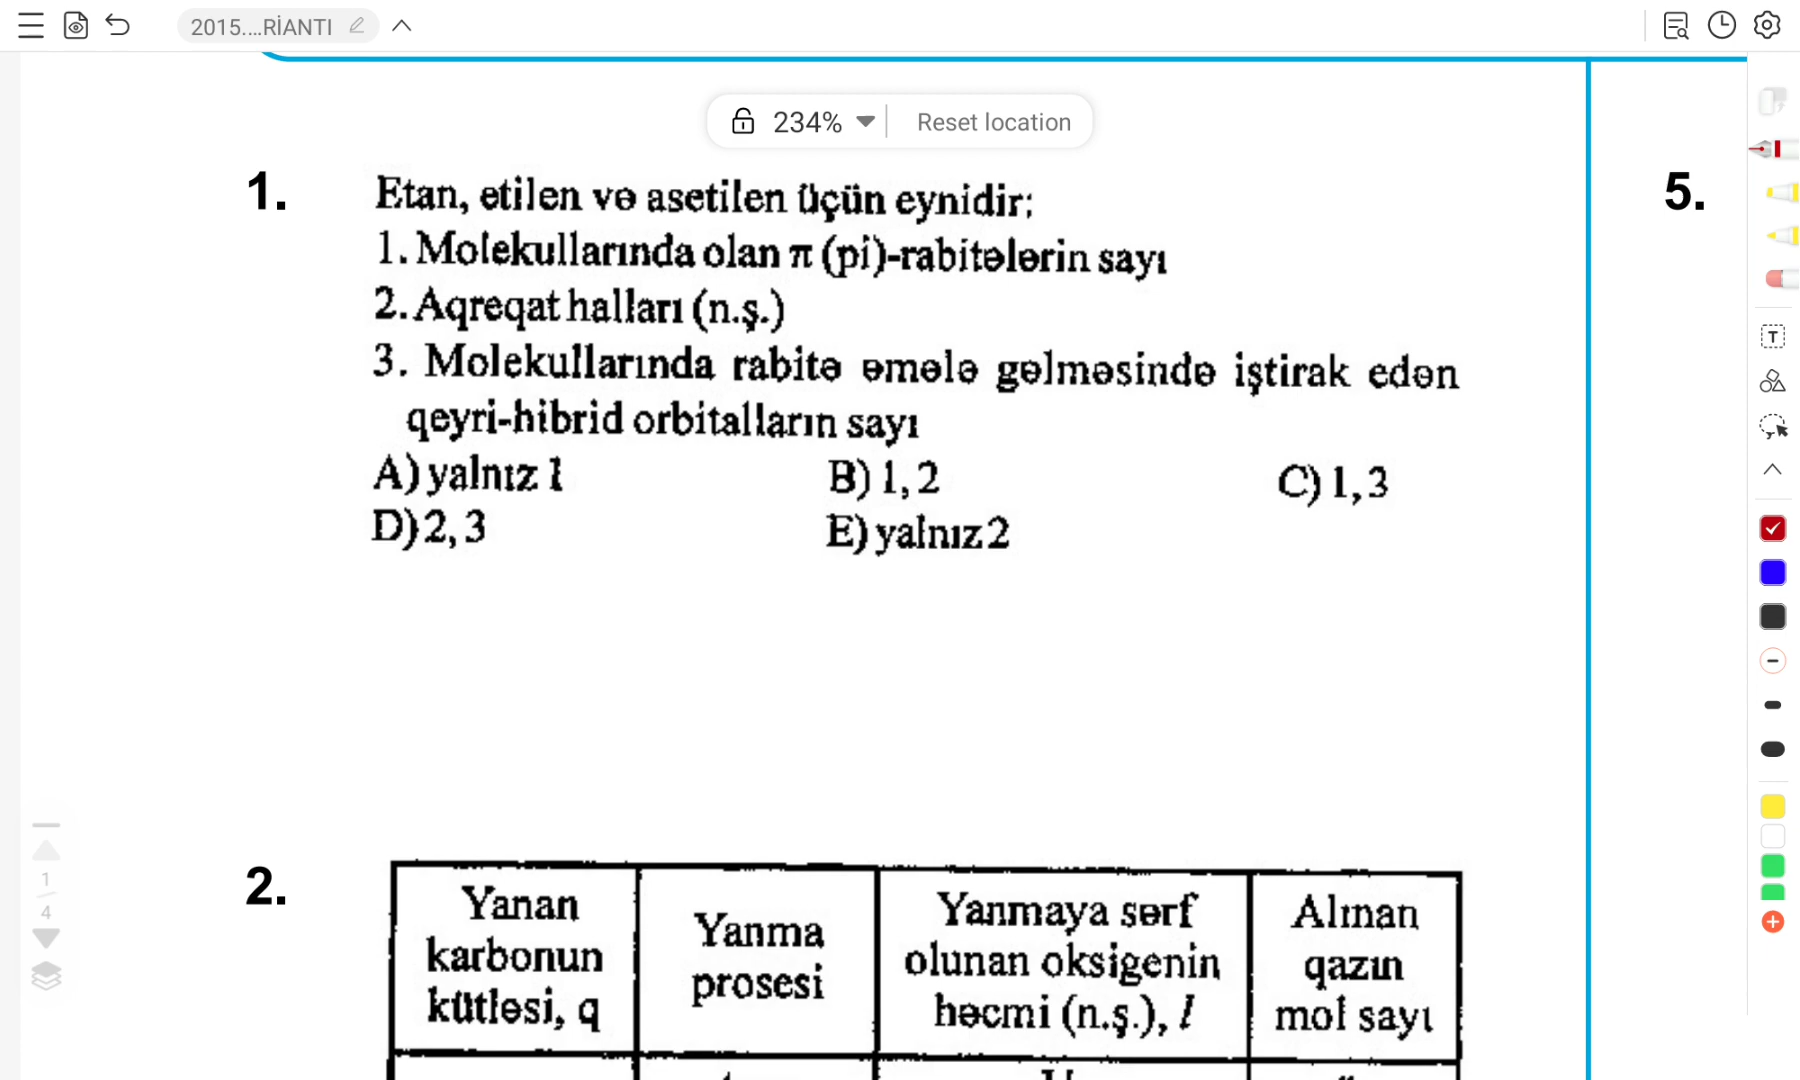 2015....RİANTI
234%
Reset location
1.
Etan, etilen və asetilen üçün eynidir:
1. Molekullarında olan π (pi)-rabitələrin sayı
2. Aqreqat halları (n.ş.)
3. Molekullarında rabitə əmələ gəlməsində iştirak edən
qeyri-hibrid orbitalların sayı
A) yalnız 1 B) 1, 2 C) 1, 3
D) 2, 3 E) yalnız 2
5.
2.
Yanan
karbonun
kütləsi, q
Yanma
prosesi
Yanmaya sərf
olunan oksigenin
həcmi (n.ş.), l
Alınan
qazın
mol sayı
1
4
T